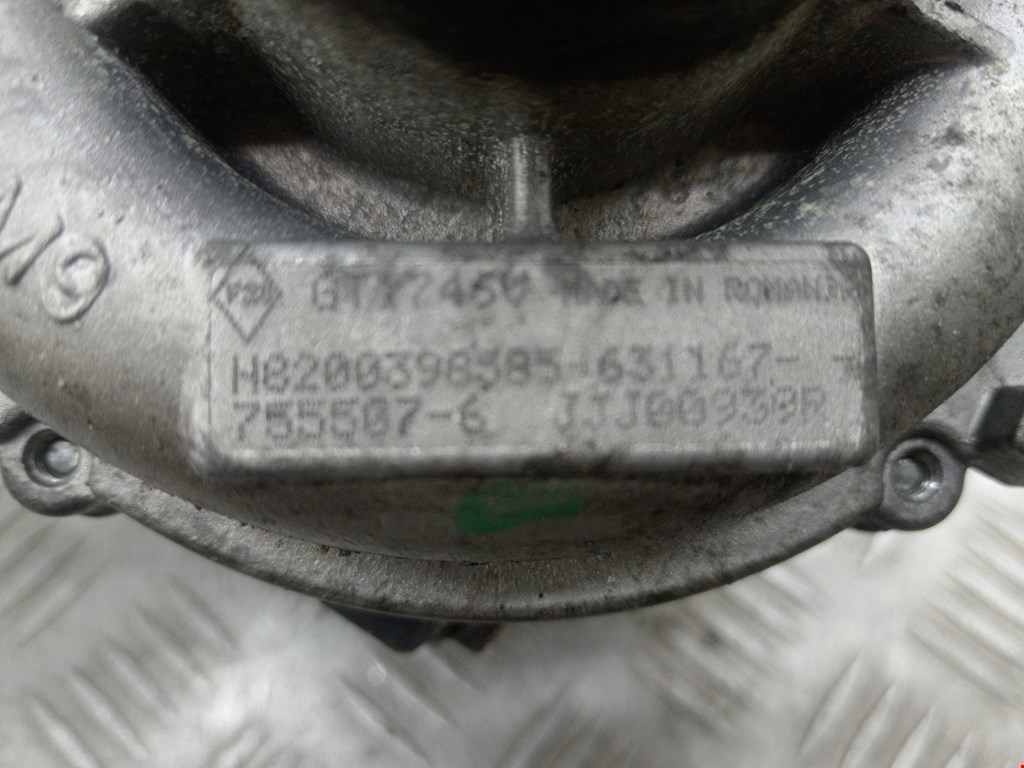 GT1746V MADE IN ROMANIA
H8200398585-631167- -
755507-6 JJJ00930R